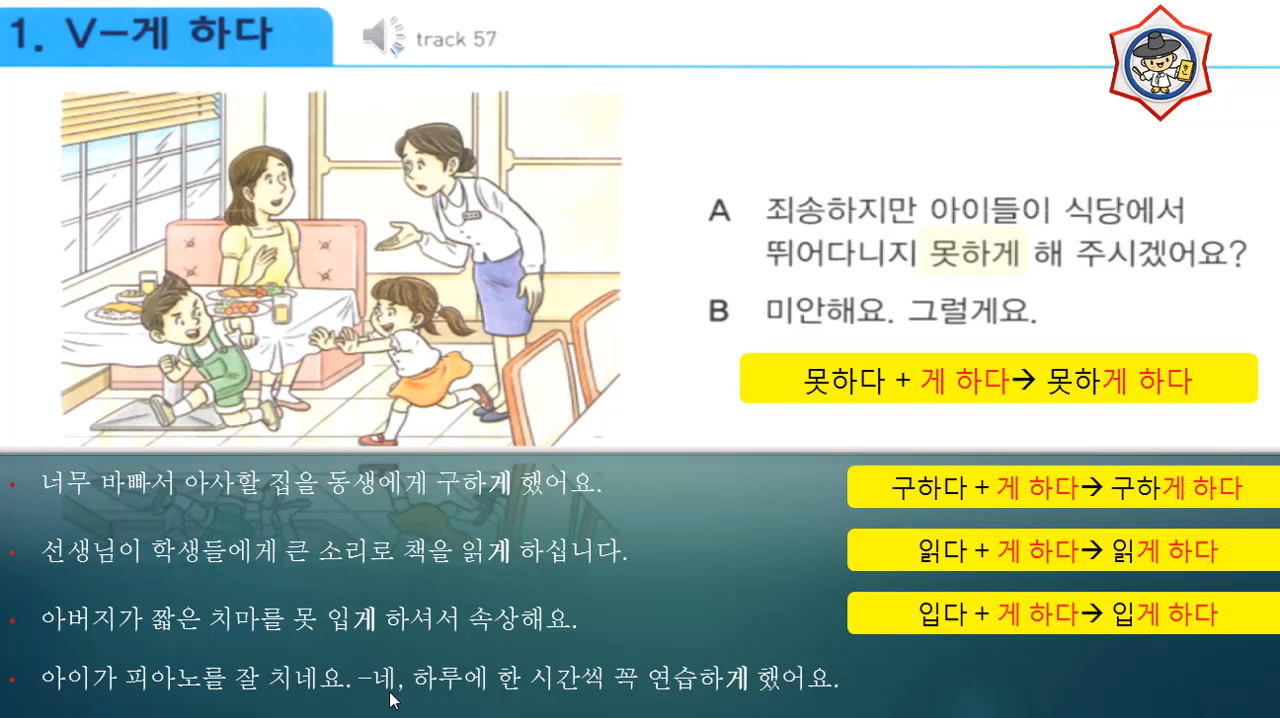 1. V-게 하다
track 57
A 죄송하지만 아이들이 식당에서
뛰어다니지 못하게 해 주시겠어요?
B 미안해요. 그럴게요.
못하다 + 게 하다→ 못하게 하다
• 너무 바빠서 아사할 집을 동생에게 구하게 했어요.
구하다 + 게 하다→ 구하게 하다
• 선생님이 학생들에게 큰 소리로 책을 읽게 하십니다.
읽다 + 게 하다→ 읽게 하다
• 아버지가 짧은 치마를 못 입게 하셔서 속상해요.
입다 + 게 하다→ 입게 하다
• 아이가 피아노를 잘 치네요. –네, 하루에 한 시간씩 꼭 연습하게 했어요.